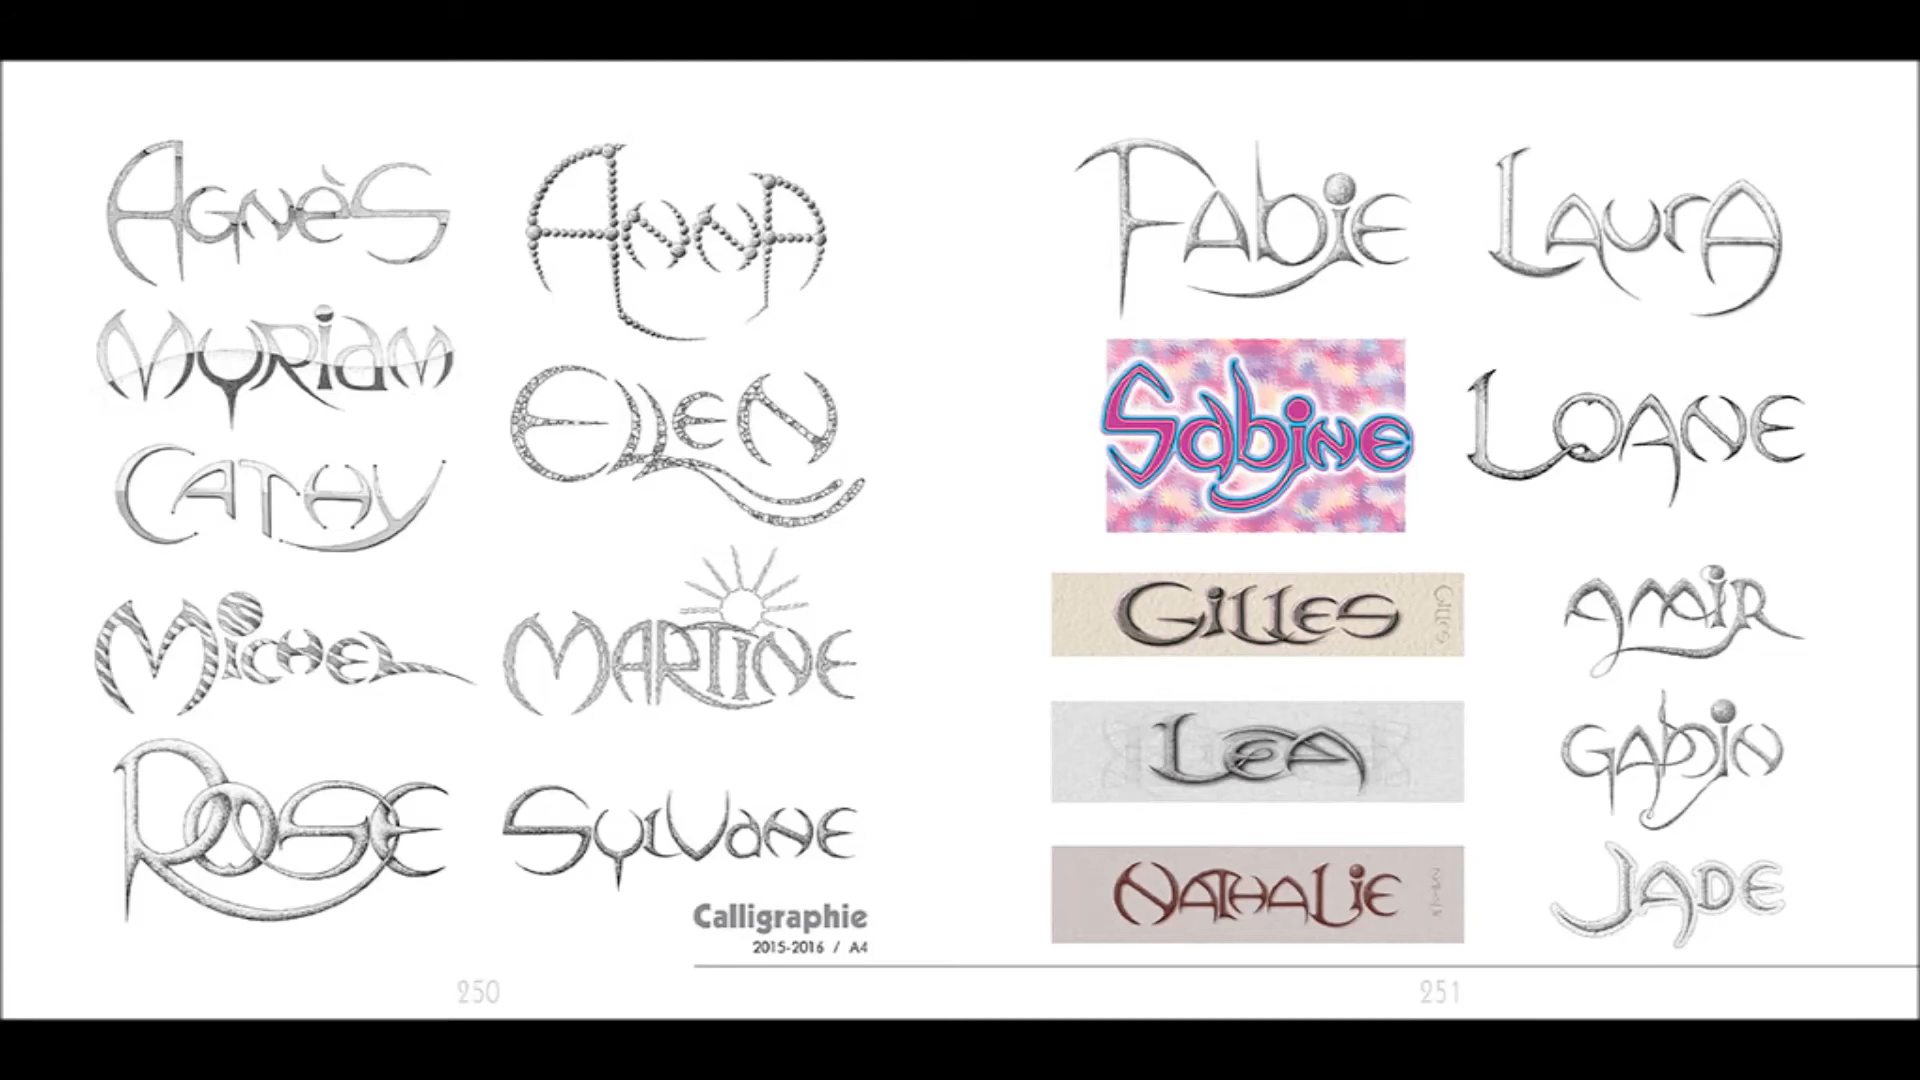 Agnès
Anna
Myriam
Ellen
Cathy
Michel
Martine
Rose
Sylvane
Calligraphie
2015-2016 / A4
250
Fabie
Laura
Sabine
Loane
Gilles
Gilles
Amir
Lea
Gabin
Nathalie
Jade
251